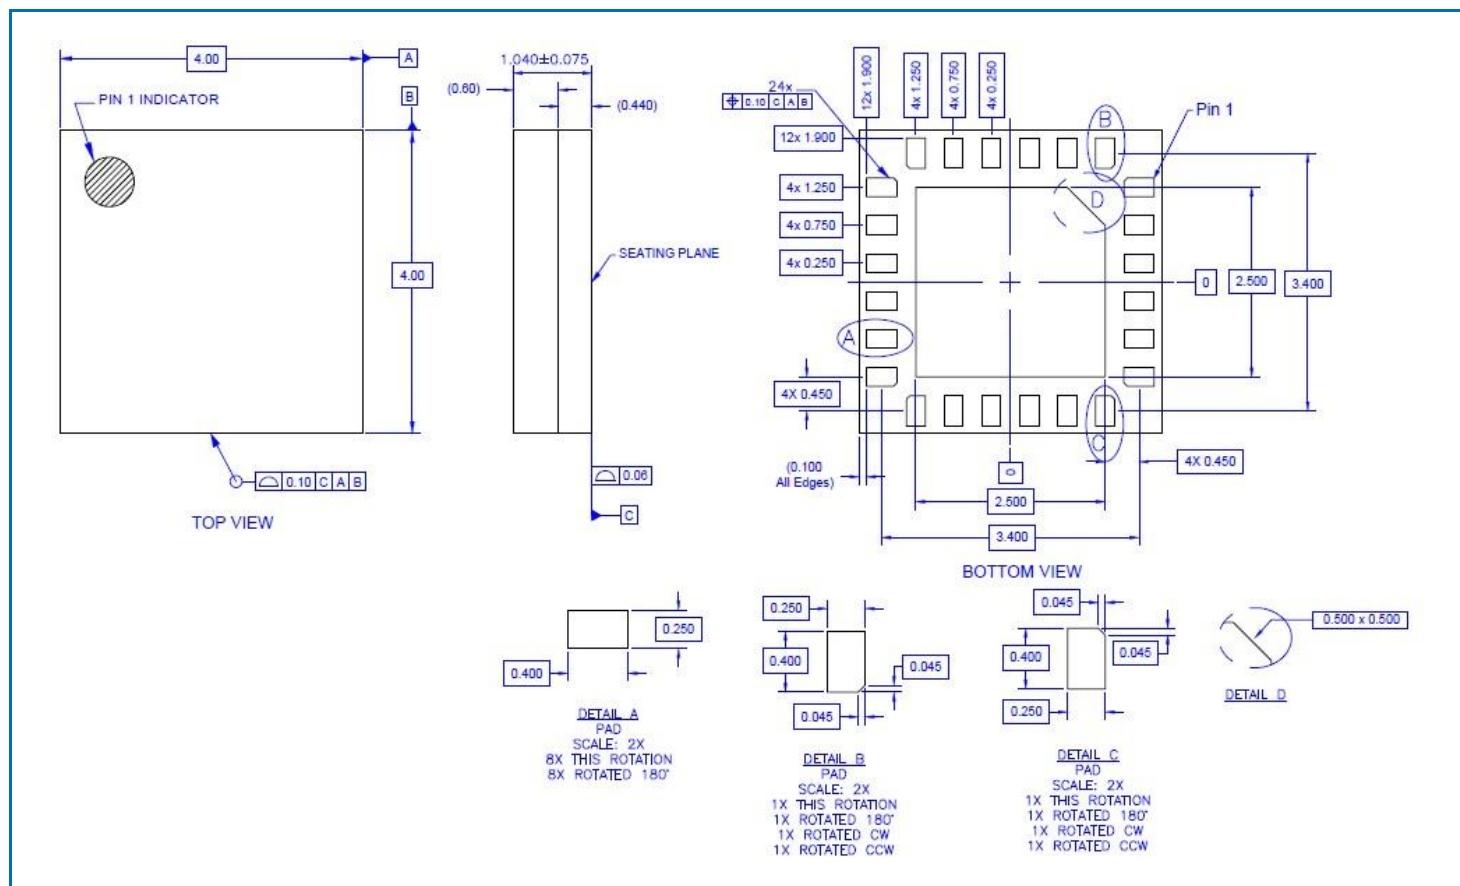 4.00
A
B
PIN 1 INDICATOR
4.00
0.10 C A B
TOP VIEW
1.040±0.075
(0.60)
(0.440)
SEATING PLANE
0.06
C
24x
0.10 C A B
12x 1.900
4x 1.250
4x 0.750
4x 0.250
12x 1.900
4x 1.250
4x 0.750
4x 0.250
B
Pin 1
D
A
C
0
2.500
3.400
4X 0.450
(0.100
All Edges)
0
4X 0.450
2.500
3.400
BOTTOM VIEW
0.250
0.400
DETAIL A
PAD
SCALE: 2X
8X THIS ROTATION
8X ROTATED 180°
0.250
0.400
0.045
0.045
DETAIL B
PAD
SCALE: 2X
1X THIS ROTATION
1X ROTATED 180°
1X ROTATED CW
1X ROTATED CCW
0.045
0.400
0.045
0.250
DETAIL C
PAD
SCALE: 2X
1X THIS ROTATION
1X ROTATED 180°
1X ROTATED CW
1X ROTATED CCW
0.500 x 0.500
DETAIL D